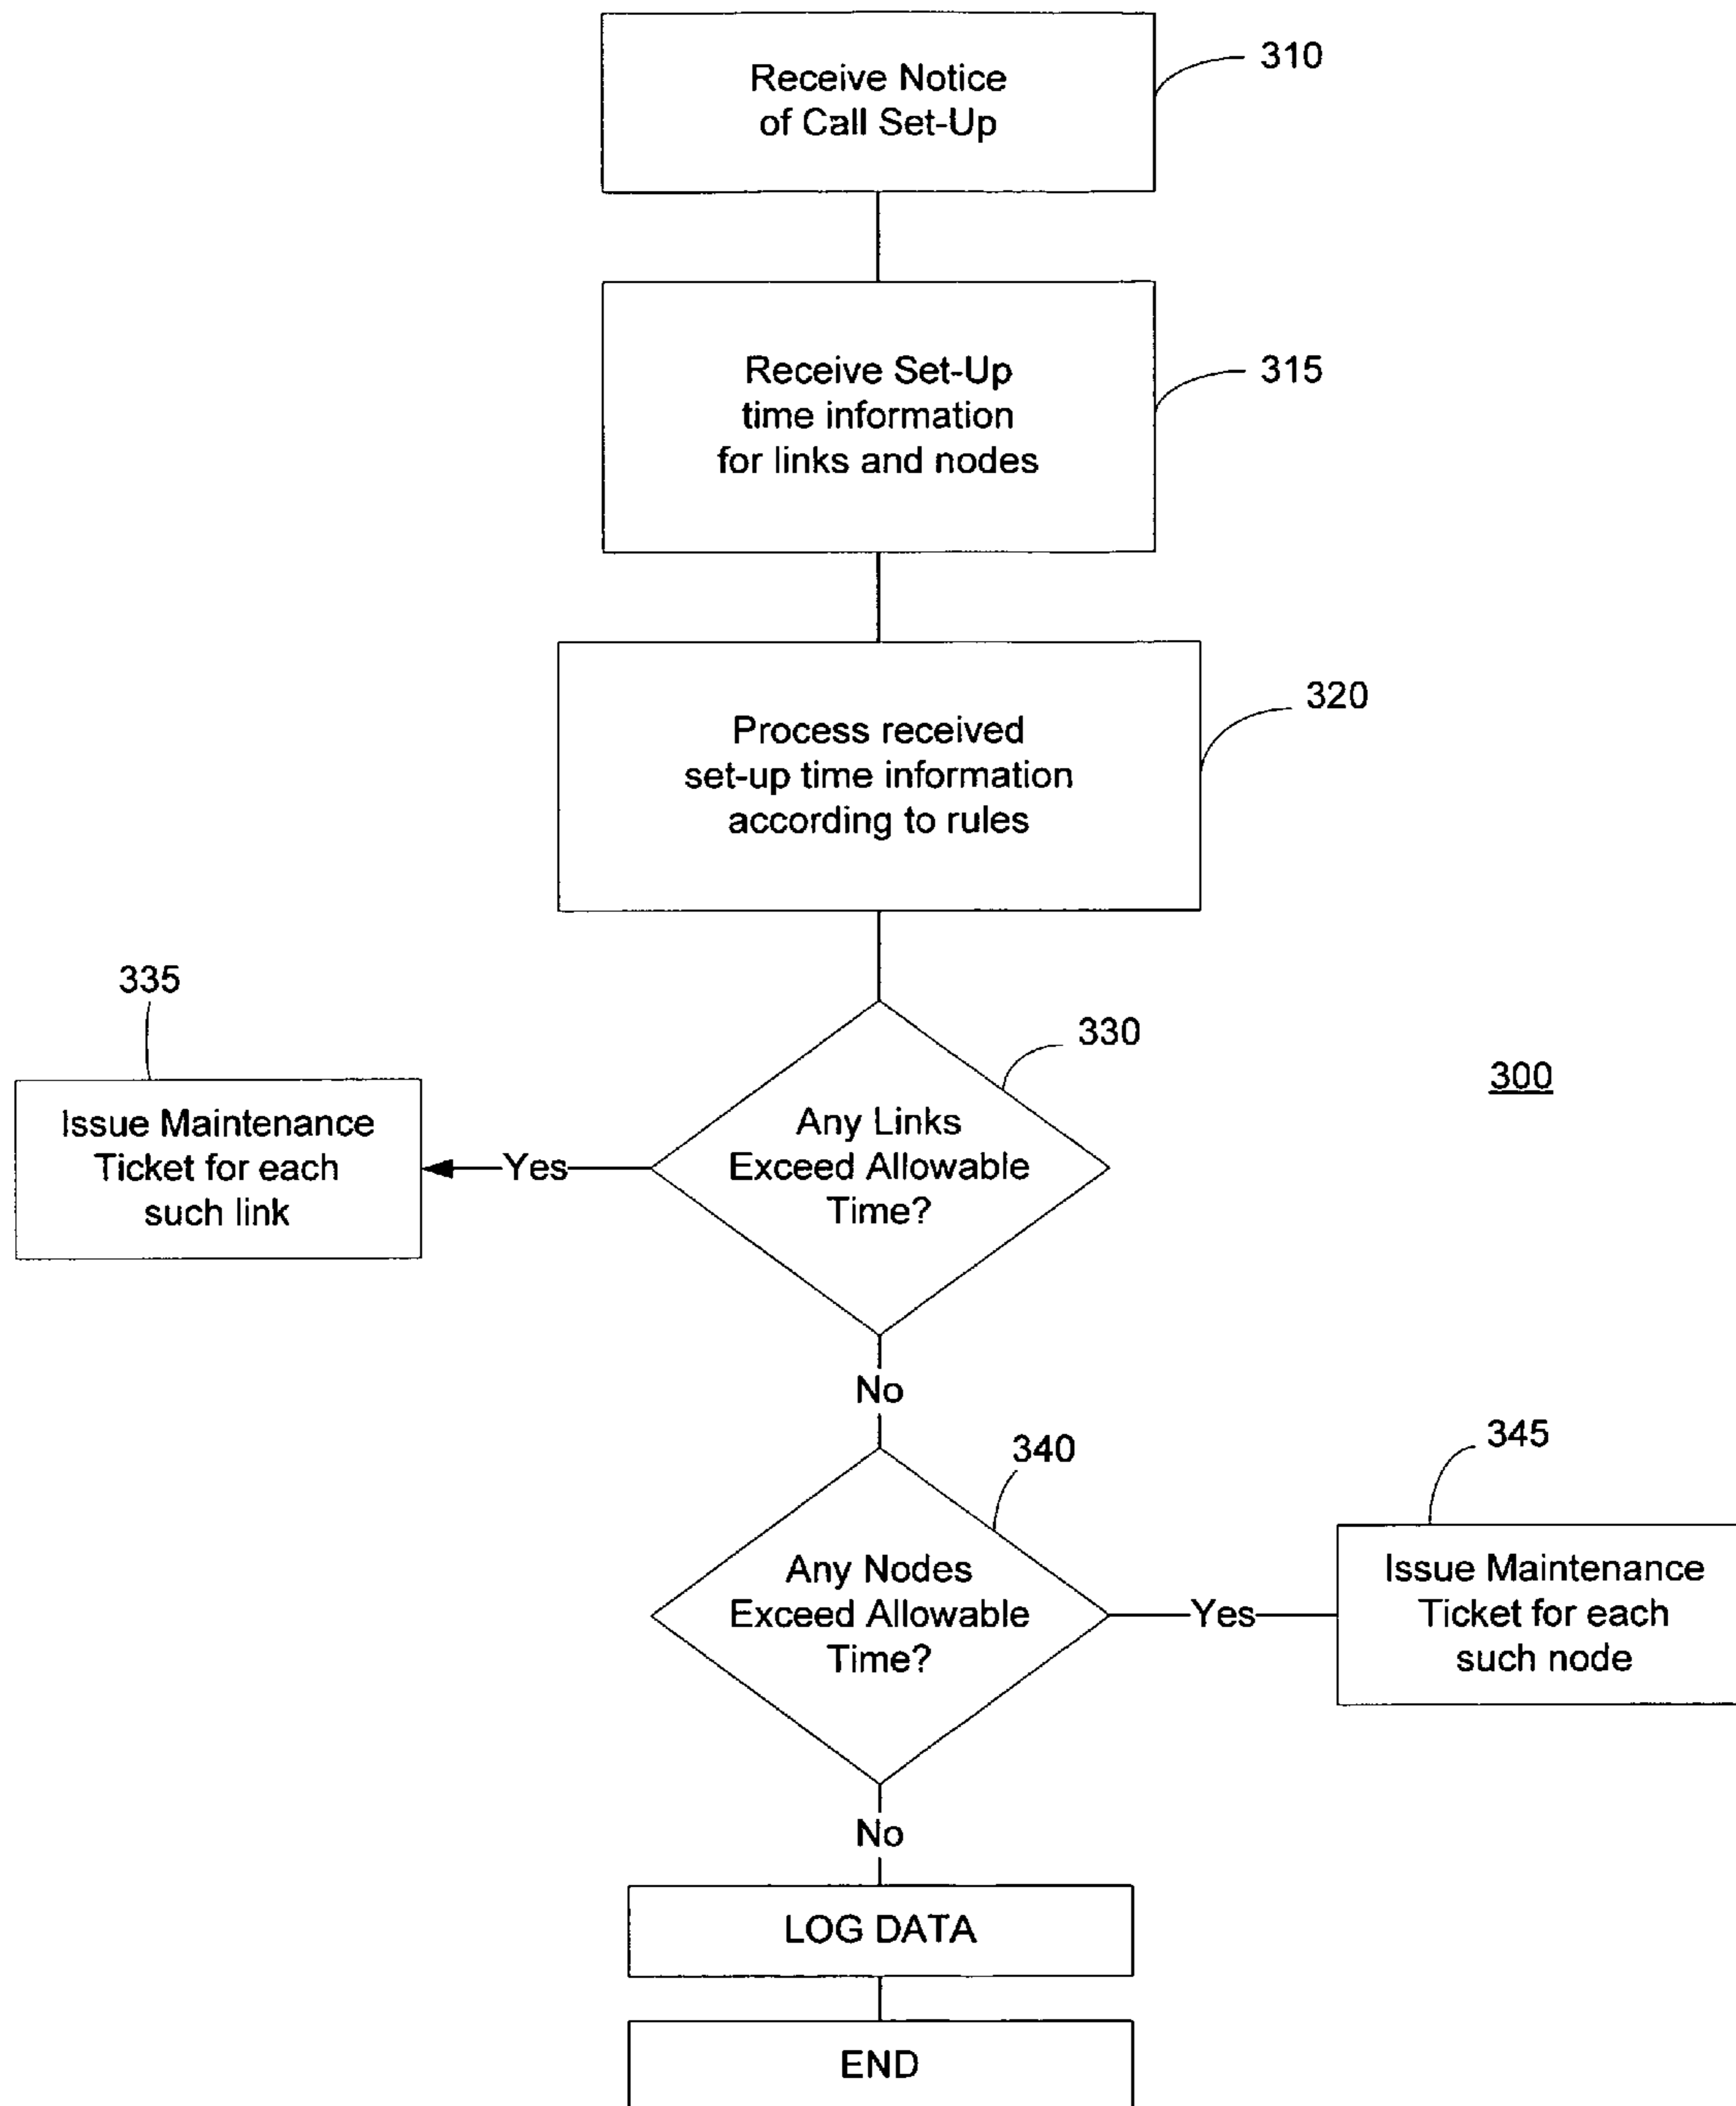 310
Receive Notice
of Call Set-Up
315
Receive Set-Up
time information
for links and nodes
320
Process received
set-up time information
according to rules
335
330
300
Issue Maintenance
Ticket for each
such link
Yes
Any Links
Exceed Allowable
Time?
No
340
345
Any Nodes
Exceed Allowable
Time?
Yes
Issue Maintenance
Ticket for each
such node
No
LOG DATA
END